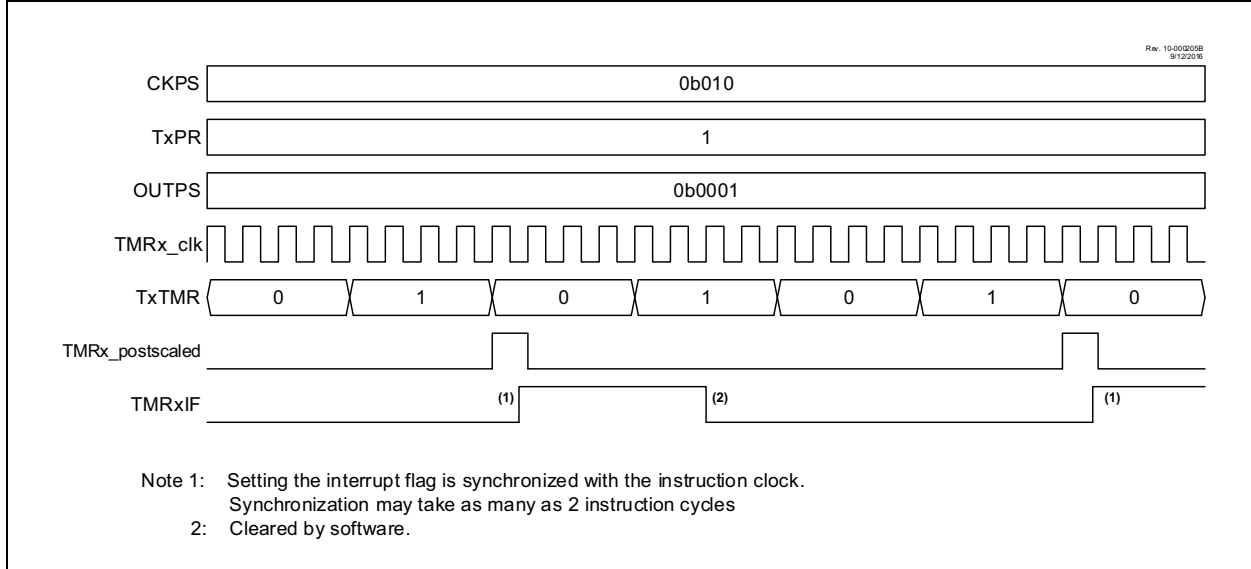 Rev. 10-000205B
9/12/2016
CKPS 0b010
TxPR 1
OUTPS 0b0001
TMRx_clk
TxTMR 0 1 0 1 0 1 0
TMRx_postscaled
TMRxIF (1) (2) (1)
Note 1: Setting the interrupt flag is synchronized with the instruction clock.
Synchronization may take as many as 2 instruction cycles
2: Cleared by software.